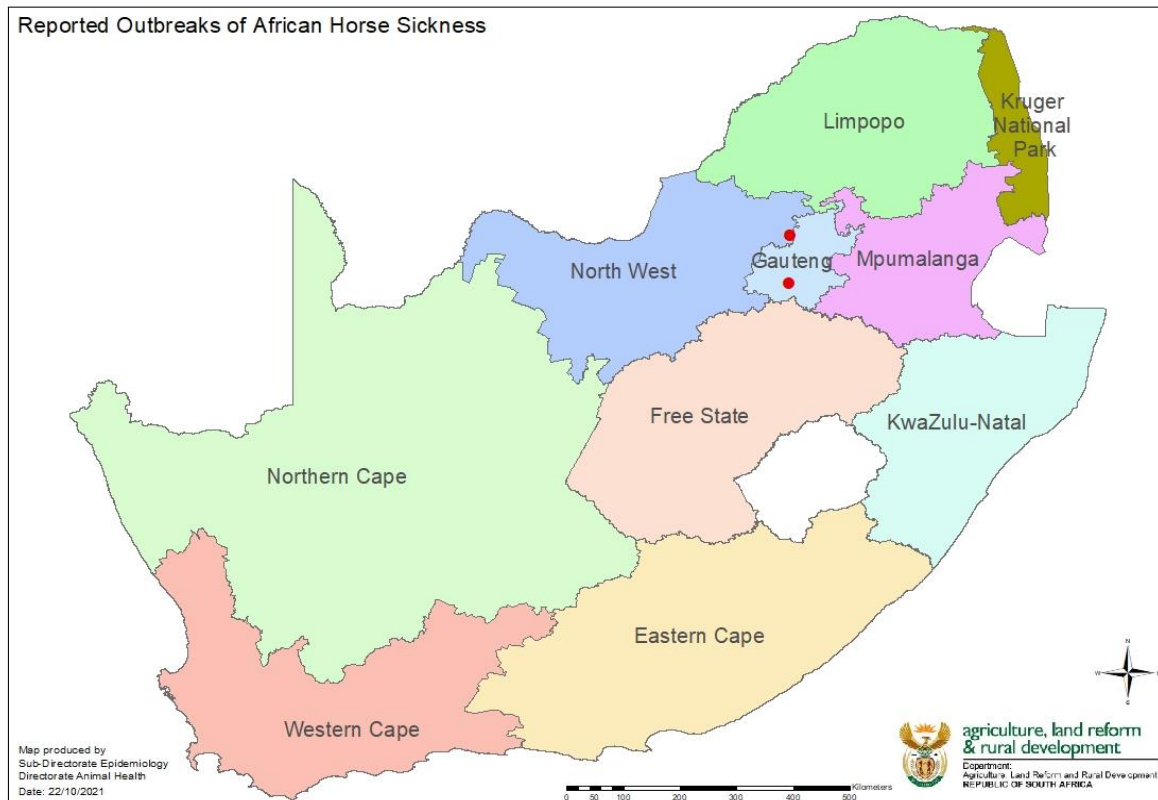 Reported Outbreaks of African Horse Sickness
Limpopo
Kruger
National
Park
North West
Gauteng
Mpumalanga
Free State
KwaZulu-Natal
Northern Cape
Eastern Cape
Western Cape
N
W
E
S
Map produced by
Sub-Directorate Epidemiology
Directorate Animal Health
Date: 22/10/2021
Kilometers
0 50 100 200 300 400 500
agriculture, land reform
& rural development
Department:
Agriculture, Land Reform and Rural Development
REPUBLIC OF SOUTH AFRICA